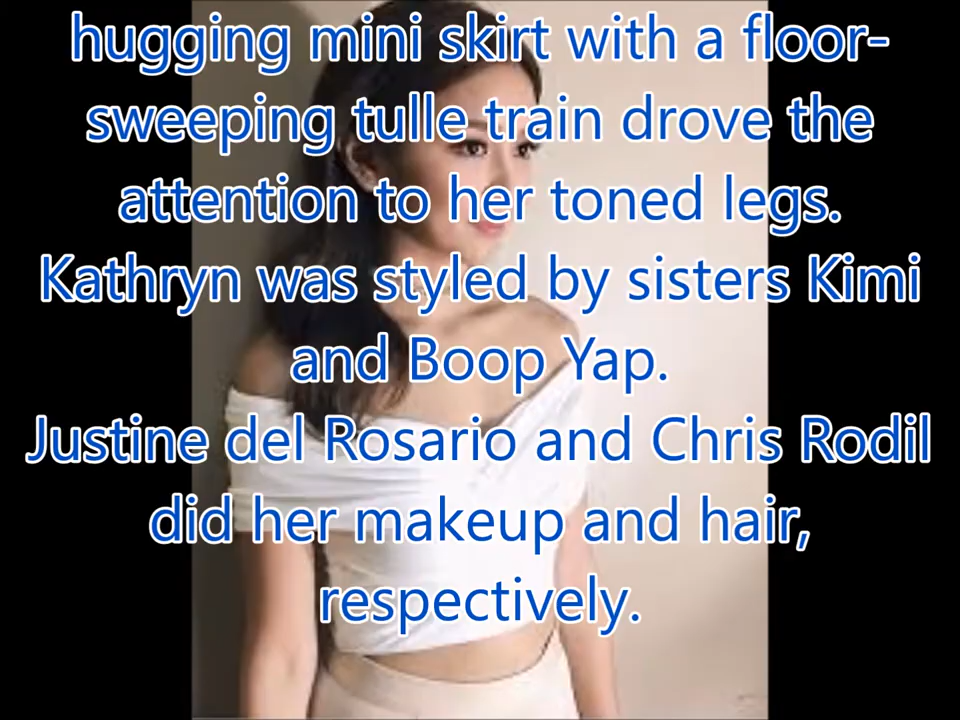 hugging mini skirt with a floor-
sweeping tulle train drove the
attention to her toned legs.
Kathryn was styled by sisters Kimi
and Boop Yap.
Justine del Rosario and Chris Rodil
did her makeup and hair,
respectively.